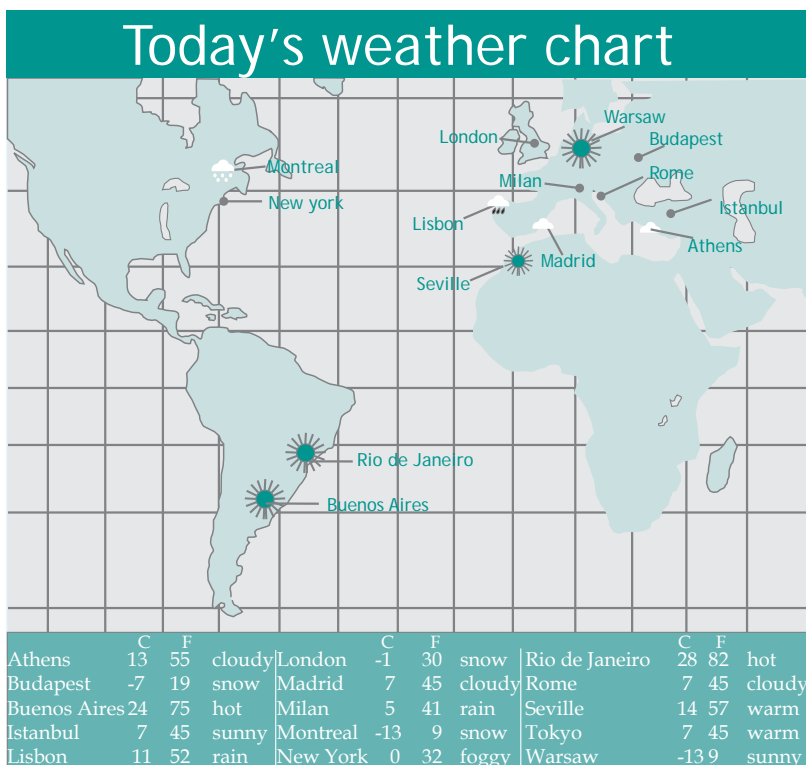 Today's weather chart
Warsaw
London
Budapest
Montreal
Milan
Rome
New york
Istanbul
Lisbon
Athens
Madrid
Seville
Rio de Janeiro
Buenos Aires
C F C F C F
Athens 13 55 cloudy London -1 30 snow Rio de Janeiro 28 82 hot
Budapest -7 19 snow Madrid 7 45 cloudy Rome 7 45 cloudy
Buenos Aires 24 75 hot Milan 5 41 rain Seville 14 57 warm
Istanbul 7 45 sunny Montreal -13 9 snow Tokyo 7 45 warm
Lisbon 11 52 rain New York 0 32 foggy Warsaw -13 9 sunny